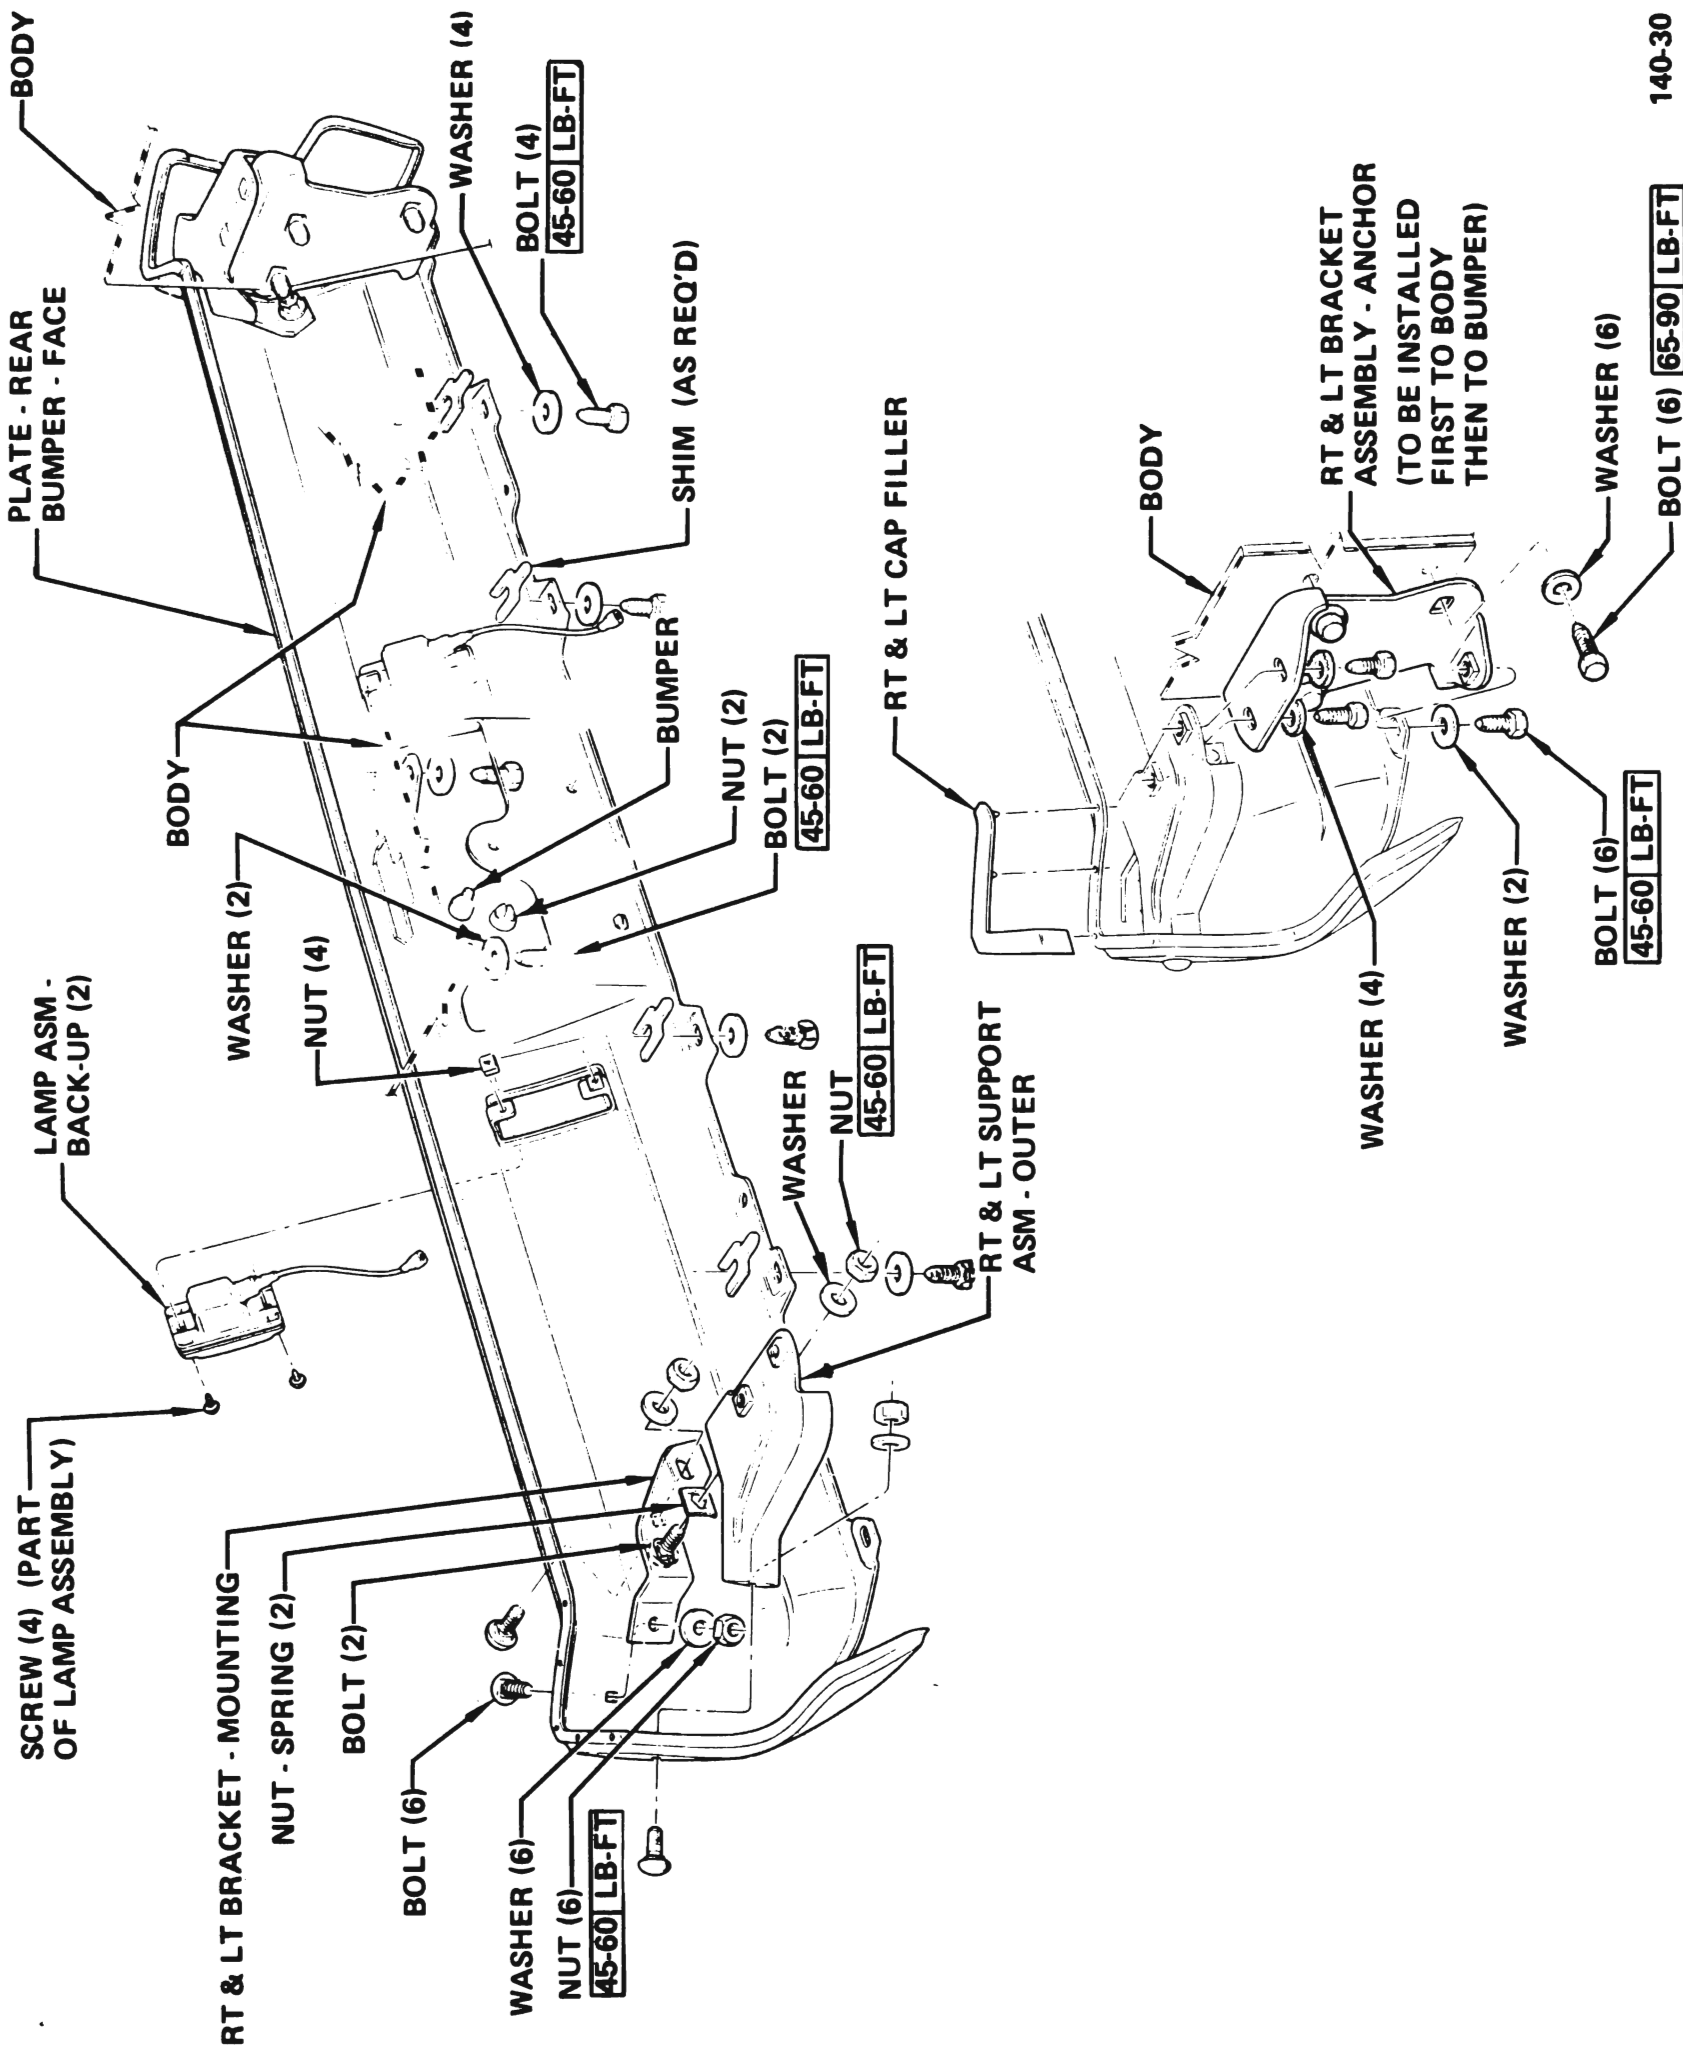 SCREW (4) (PART
OF LAMP ASSEMBLY)
LAMP ASM -
BACK-UP (2)
PLATE - REAR
BUMPER - FACE
BODY
RT & LT BRACKET - MOUNTING
NUT - SPRING (2)
BOLT (2)
BOLT (6)
WASHER (6)
NUT (6)
45-60 LB-FT
WASHER (2)
NUT (4)
BODY
WASHER (4)
BOLT (4)
45-60 LB-FT
SHIM (AS REQ'D)
BUMPER
NUT (2)
BOLT (2)
45-60 LB-FT
WASHER
NUT
45-60 LB-FT
RT & LT SUPPORT
ASM - OUTER
RT & LT CAP FILLER
BODY
RT & LT BRACKET
ASSEMBLY - ANCHOR
(TO BE INSTALLED
FIRST TO BODY
THEN TO BUMPER)
WASHER (6)
BOLT (6) 65-90 LB-FT
WASHER (4)
WASHER (2)
BOLT (6)
45-60 LB-FT
140-30